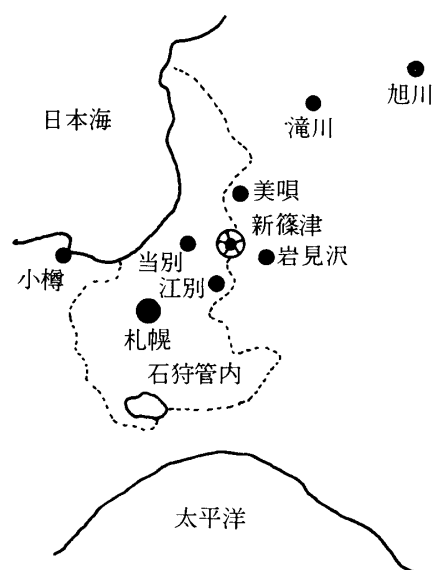 旭川
日本海
滝川
美唄
新篠津
当別
岩見沢
小樽
江別
札幌
石狩管内
太平洋